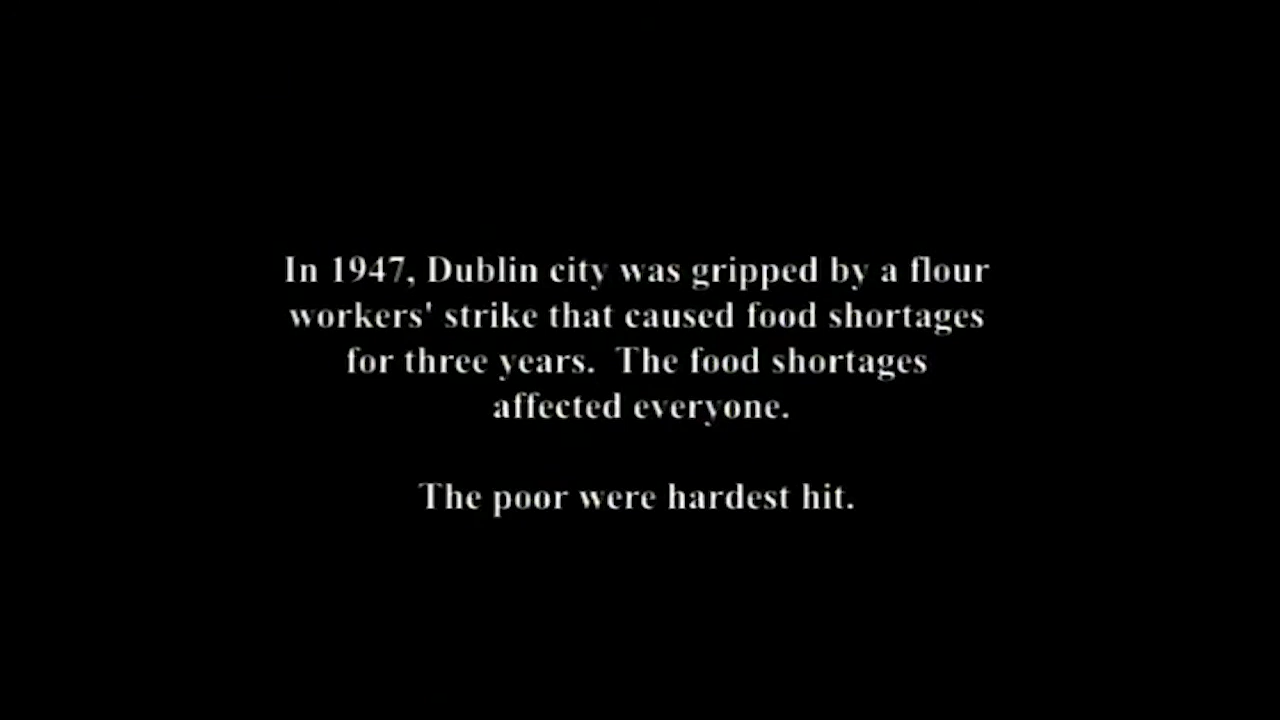 In 1947, Dublin city was gripped by a flour
workers' strike that caused food shortages
for three years.  The food shortages
affected everyone.
The poor were hardest hit.